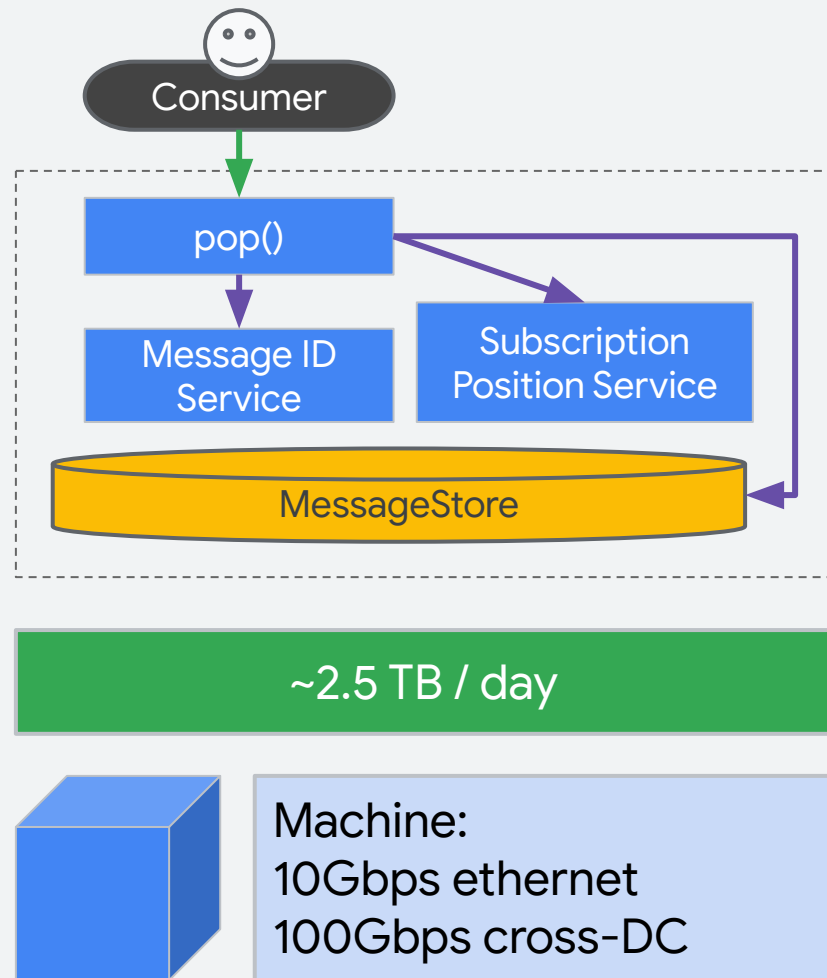 Consumer
pop()
Message ID
Service
Subscription
Position Service
MessageStore
~2.5 TB / day
Machine:
10Gbps ethernet
100Gbps cross-DC